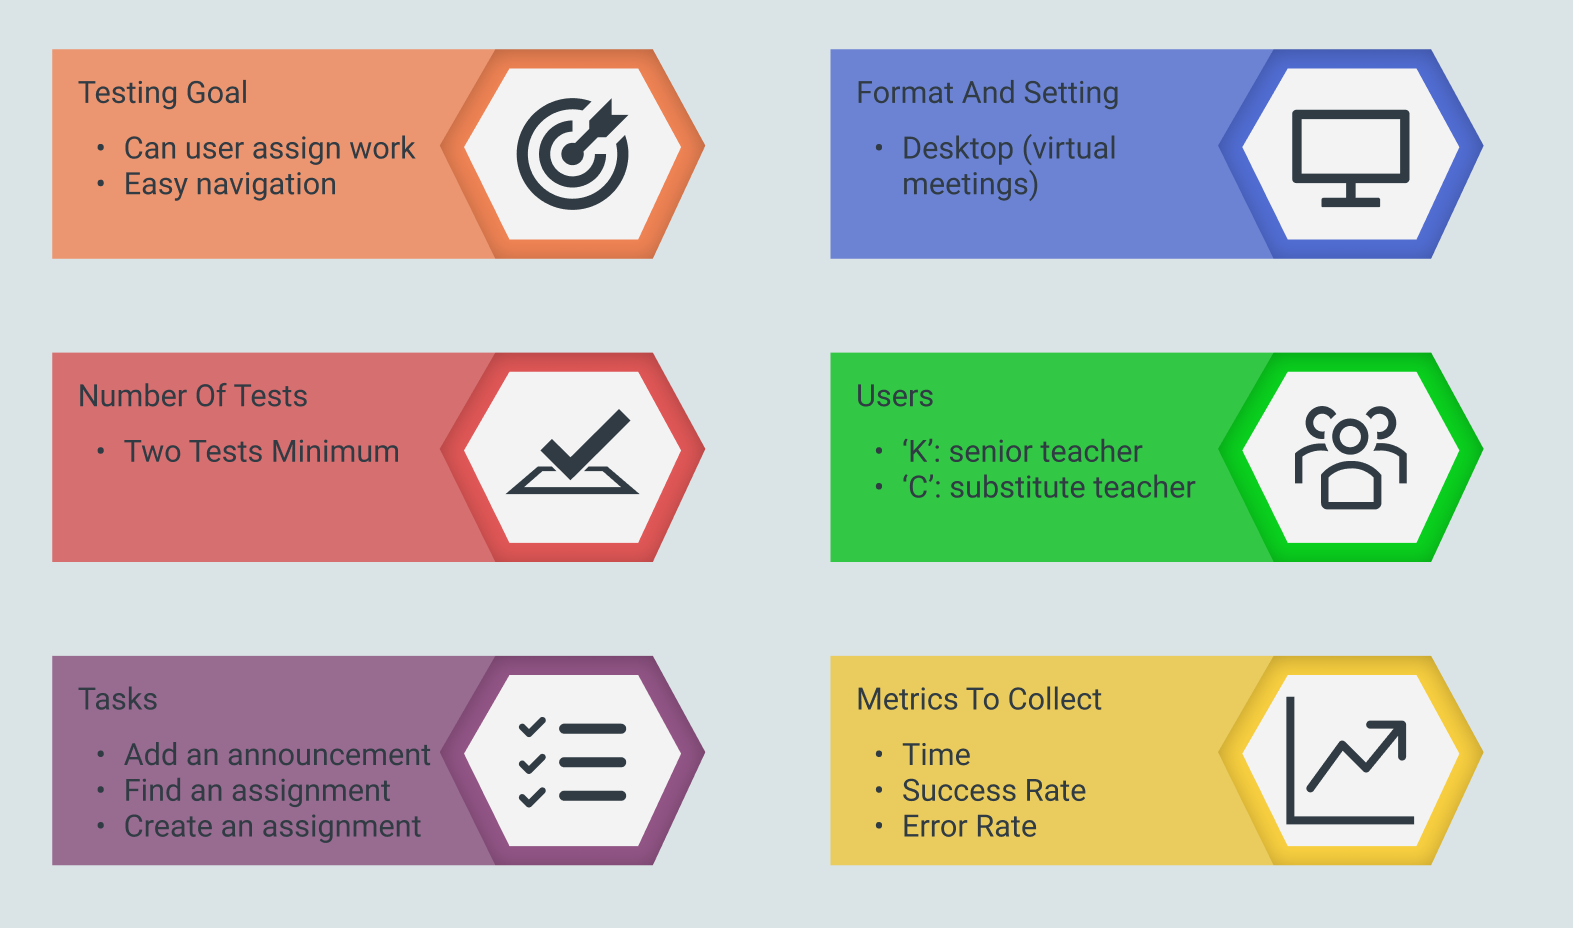 Testing Goal
• Can user assign work
• Easy navigation
Format And Setting
• Desktop (virtual
meetings)
Number Of Tests
• Two Tests Minimum
Users
• ‘K’: senior teacher
• ‘C’: substitute teacher
Tasks
• Add an announcement
• Find an assignment
• Create an assignment
Metrics To Collect
• Time
• Success Rate
• Error Rate